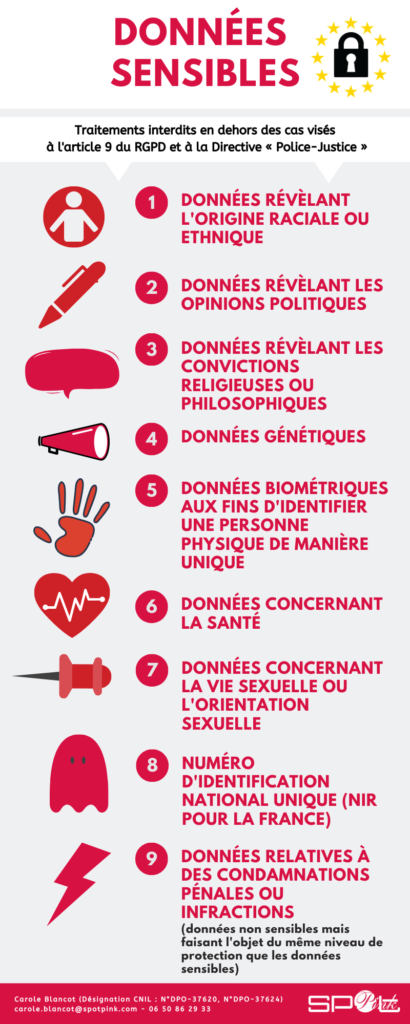 DONNÉES
SENSIBLES
Traitements interdits en dehors des cas visés
à l'article 9 du RGPD et à la Directive « Police-Justice »
1
DONNÉES RÉVÈLANT
L'ORIGINE RACIALE OU
ETHNIQUE
2
DONNÉES RÉVÈLANT LES
OPINIONS POLITIQUES
3
DONNÉES RÉVÈLANT LES
CONVICTIONS
RELIGIEUSES OU
PHILOSOPHIQUES
4
DONNÉES GÉNÉTIQUES
5
DONNÉES BIOMÉTRIQUES
AUX FINS D'IDENTIFIER
UNE PERSONNE
PHYSIQUE DE MANIÈRE
UNIQUE
6
DONNÉES CONCERNANT
LA SANTÉ
7
DONNÉES CONCERNANT
LA VIE SEXUELLE OU
L'ORIENTATION
SEXUELLE
8
NUMÉRO
D'IDENTIFICATION
NATIONAL UNIQUE (NIR
POUR LA FRANCE)
9
DONNÉES RELATIVES À
DES CONDAMNATIONS
PÉNALES OU
INFRACTIONS
(données non sensibles mais
faisant l'objet du même niveau de
protection que les données
sensibles)
Carole Blancot (Désignation CNIL : N°DPO-37620, N°DPO-37624)
carole.blancot@spotpink.com - 06 50 86 29 33
SPOt Pink